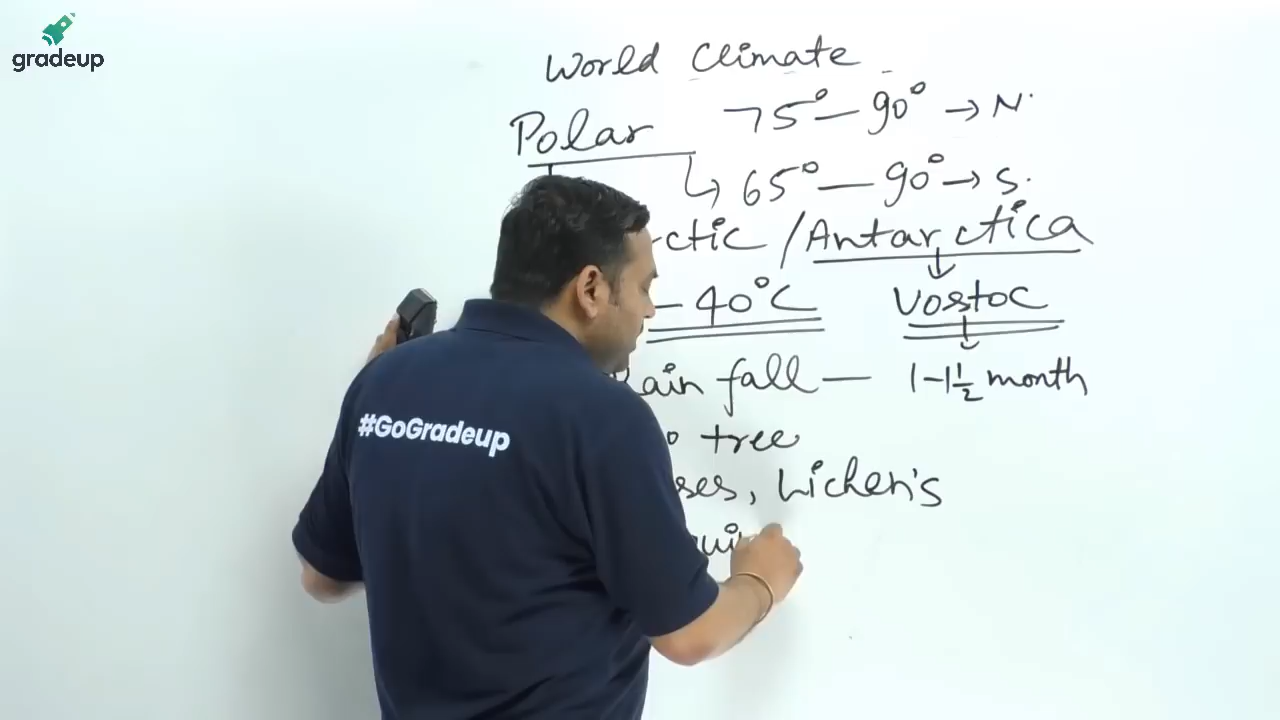 gradeup
World Climate
Polar 75° — 90° → N.
65° — 90° → S.
ctic / Antarctica
- 40°C Vostoc
ain fall — 1-1½ month
o tree
ses, Lichen's
qui
#GoGradeup